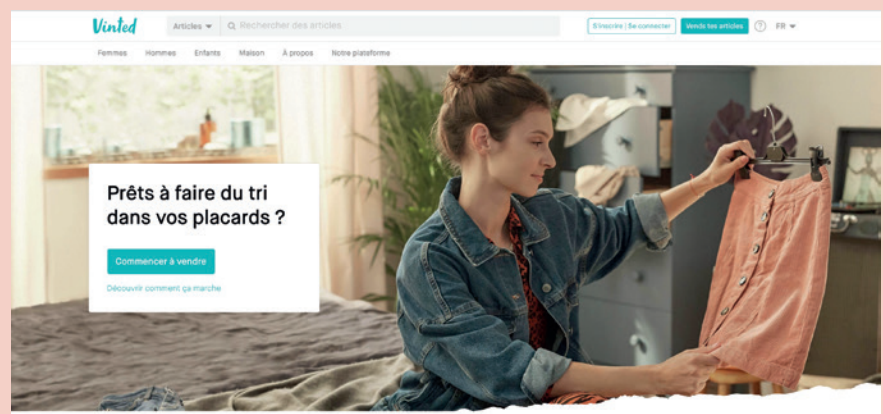 Vinted
Articles
Rechercher des articles
S'inscrire | Se connecter
Vends tes articles
?
FR
Femmes Hommes Enfants Maison À propos Notre plateforme
Prêts à faire du tri
dans vos placards ?
Commencer à vendre
Découvrir comment ça marche